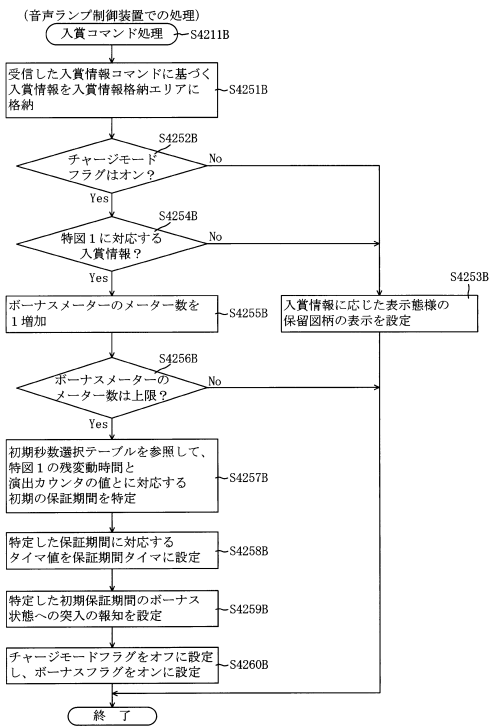 （音声ランプ制御装置での処理）
入賞コマンド処理
S4211B
受信した入賞情報コマンドに基づく
入賞情報を入賞情報格納エリアに
格納
S4251B
S4252B
チャージモード
フラグはオン？
No
Yes
S4254B
特図１に対応する
入賞情報？
No
Yes
S4253B
入賞情報に応じた表示態様の
保留図柄の表示を設定
ボーナスメーターのメーター数を
１増加
S4255B
S4256B
ボーナスメーターの
メーター数は上限？
No
Yes
初期秒数選択テーブルを参照して、
特図１の残変動時間と
演出カウンタの値とに対応する
初期の保証期間を特定
S4257B
特定した保証期間に対応する
タイマ値を保証期間タイマに設定
S4258B
特定した初期保証期間のボーナス
状態への突入の報知を設定
S4259B
チャージモードフラグをオフに設定
し、ボーナスフラグをオンに設定
S4260B
終 了